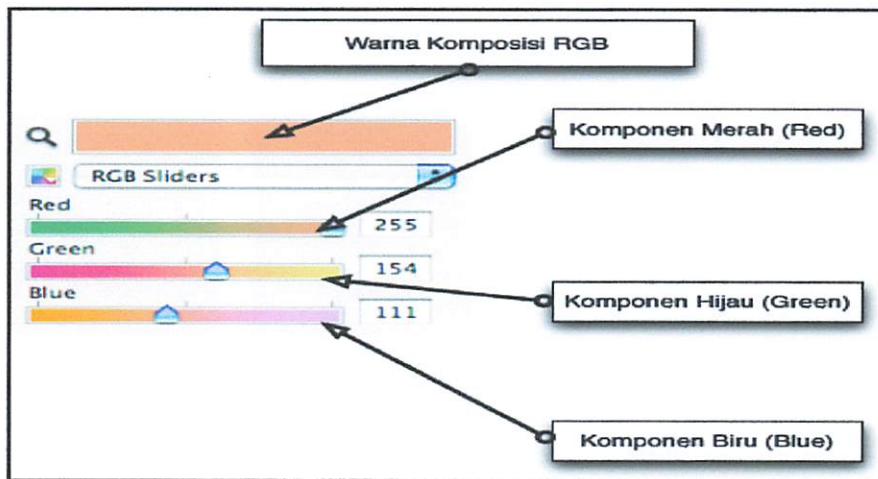 Warna Komposisi RGB
Komponen Merah (Red)
RGB Sliders
Red
255
Green
154
Blue
111
Komponen Hijau (Green)
Komponen Biru (Blue)